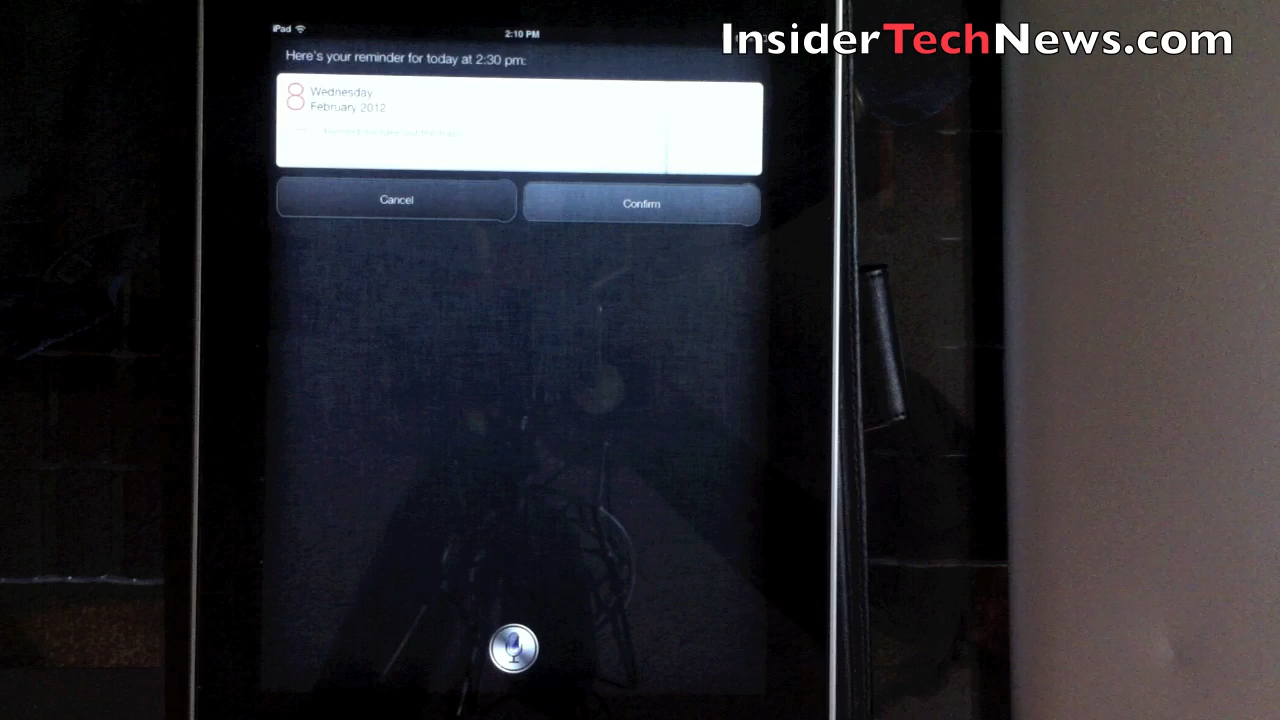 InsiderTechNews.com
iPad
2:10 PM
Here's your reminder for today at 2:30 pm:
8
Wednesday
February 2012
Cancel
Confirm